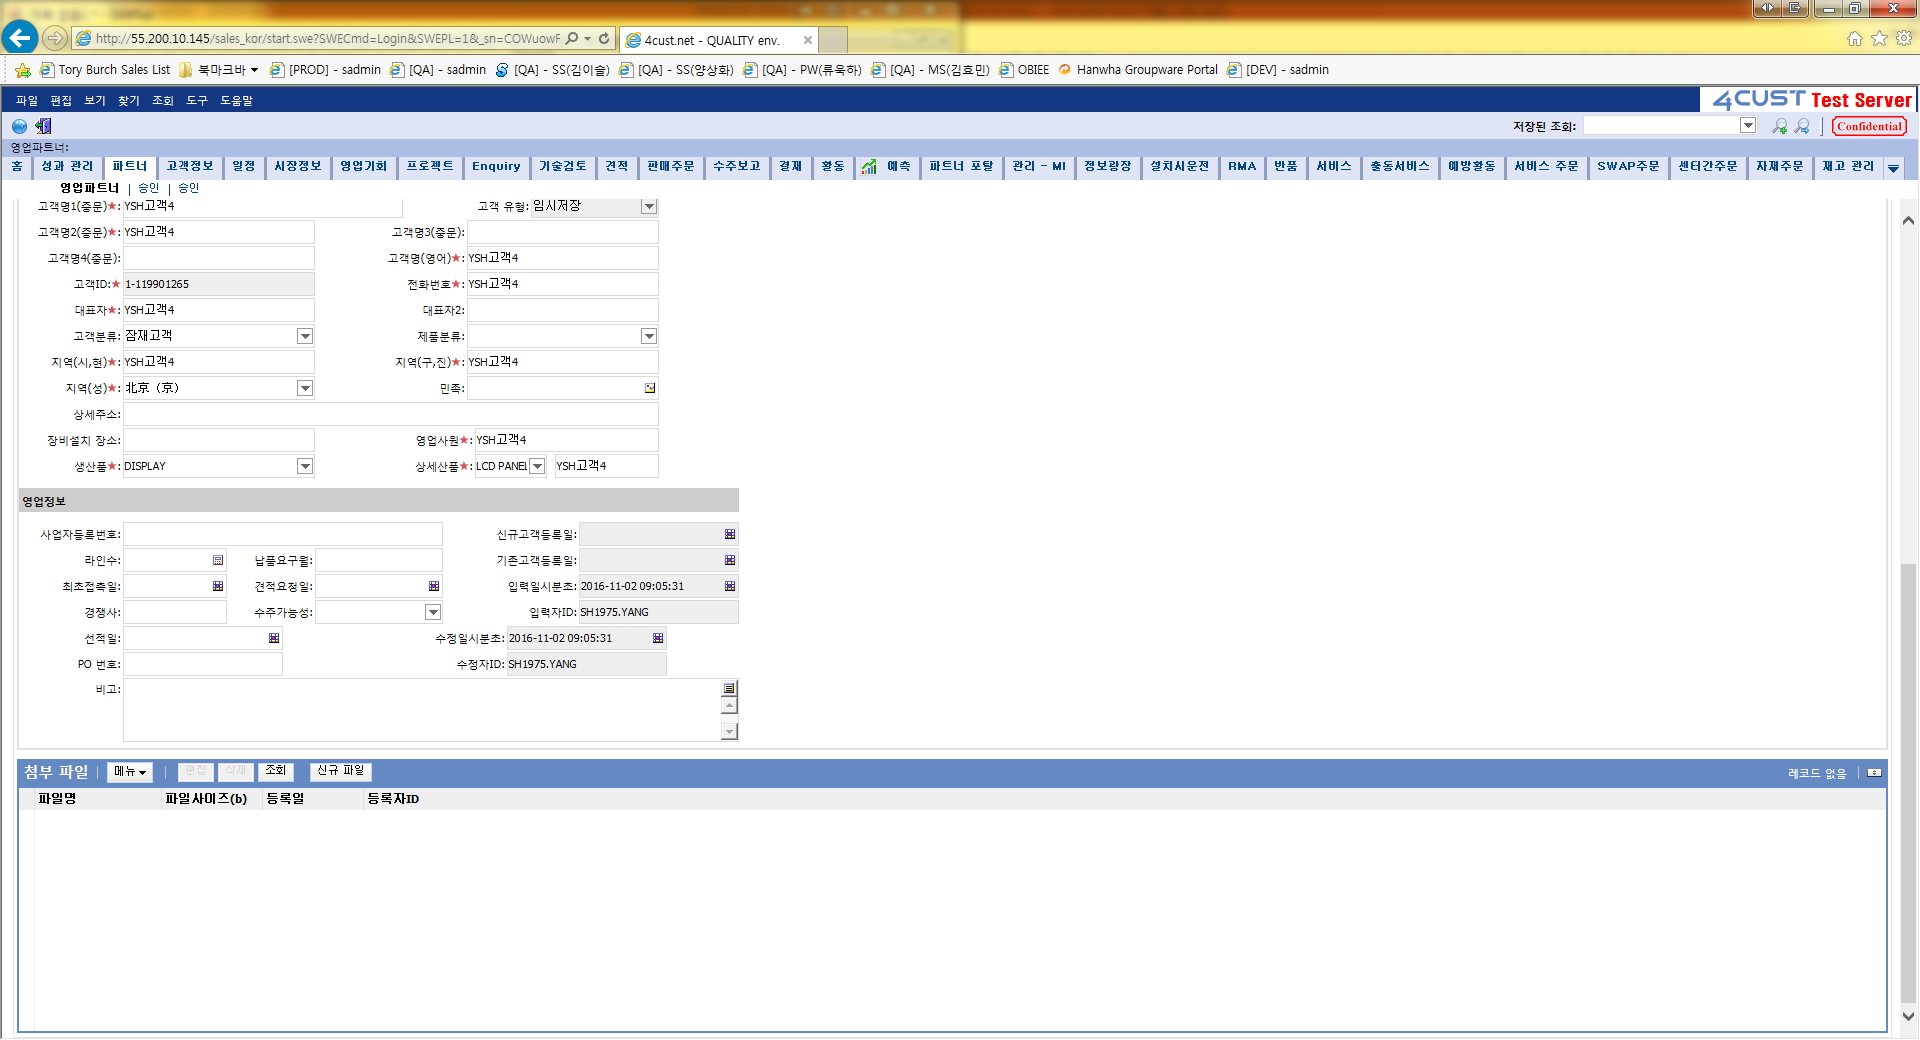 http://55.200.10.145/sales_kor/start.swe?SWECmd=Login&SWEPL=1&_sn=COWuowF
4cust.net - QUALITY env.
Tory Burch Sales List 북마크바 [PROD] - sadmin [QA] - sadmin [QA] - SS(김이슬) [QA] - SS(양상화) [QA] - PW(류욱하) [QA] - MS(김효민) OBIEE Hanwha Groupware Portal [DEV] - sadmin
파일 편집 보기 찾기 조회 도구 도움말 4CUST Test Server
저장된 조회: Confidential
영업파트너:
홈 성과 관리 파트너 고객정보 일정 시장정보 영업기회 프로젝트 Enquiry 기술검토 견적 판매주문 수주보고 결재 활동 예측 파트너 포탈 관리 - MI 정보광장 설치시운전 RMA 반품 서비스 출동서비스 예방활동 서비스 주문 SWAP주문 센터간주문 자재주문 재고 관리
영업파트너 | 승인 | 승인
고객명1(중문)★: YSH고객4 고객 유형: 임시저장
고객명2(중문)★: YSH고객4 고객명3(중문):
고객명4(중문): 고객명(영어)★: YSH고객4
고객ID:★ 1-119901265 전화번호★: YSH고객4
대표자★: YSH고객4 대표자2:
고객분류: 잠재고객 제품분류:
지역(시,현)★: YSH고객4 지역(구,진)★: YSH고객4
지역(성)★: 北京（京） 민족:
상세주소:
장비설치 장소: 영업사원★: YSH고객4
생산품★: DISPLAY 상세산품★: LCD PANEL YSH고객4
영업정보
사업자등록번호: 신규고객등록일:
라인수: 납품요구월: 기존고객등록일:
최초접촉일: 견적요청일: 입력일시분초: 2016-11-02 09:05:31
경쟁사: 수주가능성: 입력자ID: SH1975.YANG
선적일: 수정일시분초: 2016-11-02 09:05:31
PO 번호: 수정자ID: SH1975.YANG
비고:
첨부 파일 | 메뉴 | 편집 삭제 조회 신규 파일 레코드 없음
파일명 파일사이즈(b) 등록일 등록자ID